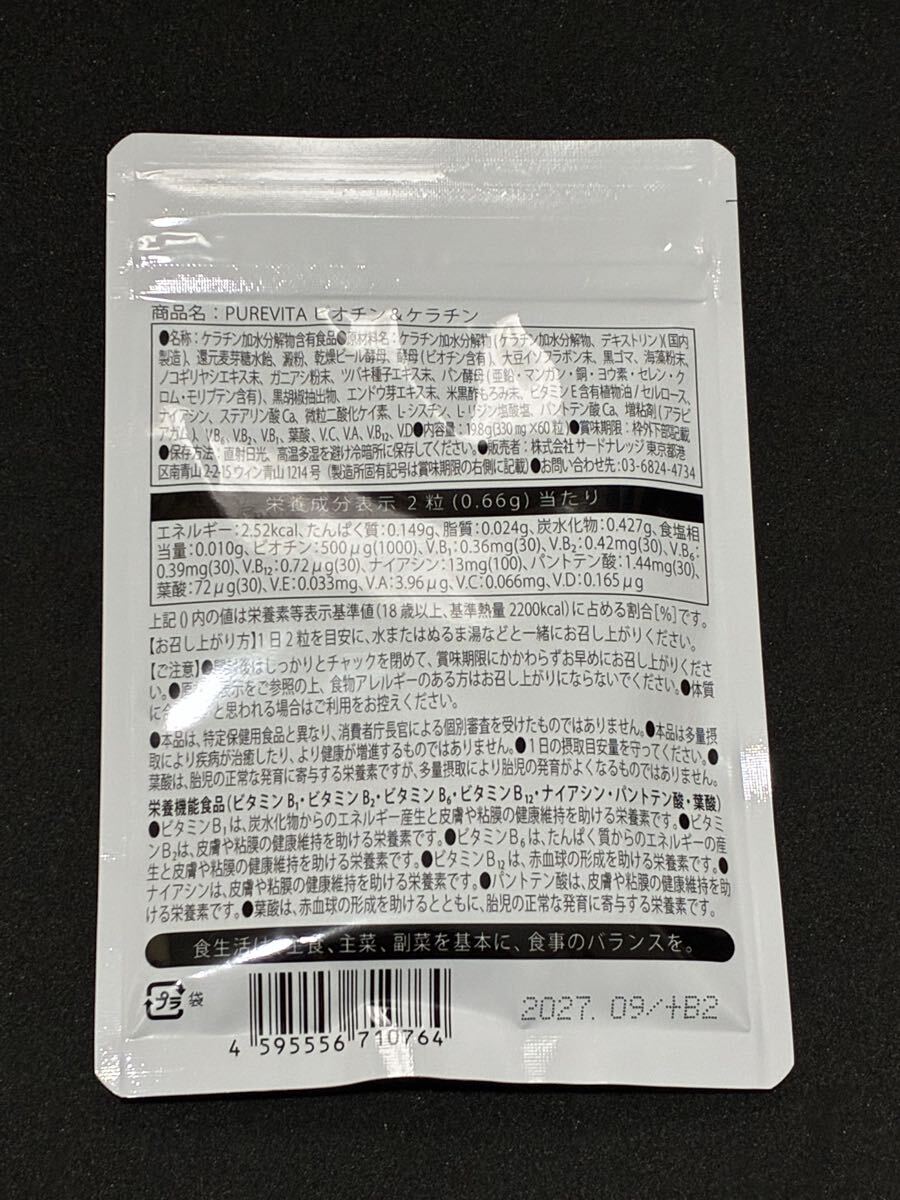 商品名：PUREVITA ビオチン＆ケラチン
●名称：ケラチン加水分解物含有食品●原材料名：ケラチン加水分解物（ケラチン加水分解物、デキストリン）（国内
製造）、還元麦芽糖水飴、澱粉、乾燥ビール酵母、酵母（ビオチン含有）、大豆イソフラボン末、黒ゴマ、海藻粉末、
ノコギリヤシエキス末、ガニアシ粉末、ツバキ種子エキス末、パン酵母（亜鉛・マンガン・銅・ヨウ素・セレン・ク
ロム・モリブデン含有）、黒胡椒抽出物、エンドウ芽エキス末、米黒酢もろみ末、ビタミンE含有植物油/セルロース、
ナイアシン、ステアリン酸Ca、微粒二酸化ケイ素、L-シスチン、L-リジン塩酸塩、パントテン酸Ca、増粘剤（アラビ
アガム）、V.B₆、V.B₂、V.B₁、葉酸、V.C、V.A、V.B₁₂、V.D●内容量：19.8g(330mg×60粒)●賞味期限：枠外下部記載
●保存方法：直射日光、高温多湿を避け冷暗所に保存してください。●販売者：株式会社サードナレッジ 東京都港
区南青山2-2-15ウィン青山1214号（製造所固有記号は賞味期限の右側に記載）●お問い合わせ先：03-6824-4734
栄養成分表示 2粒（0.66g）当たり
エネルギー：2.52kcal、たんぱく質：0.149g、脂質：0.024g、炭水化物：0.427g、食塩相
当量：0.010g、ビオチン：500μg(1000)、V.B₁：0.36mg(30)、V.B₂：0.42mg(30)、V.B₆：
0.39mg(30)、V.B₁₂：0.72μg(30)、ナイアシン：13mg(100)、パントテン酸：1.44mg(30)、
葉酸：72μg(30)、V.E：0.033mg、V.A：3.96μg、V.C：0.066mg、V.D：0.165μg
上記()内の値は栄養素等表示基準値（18歳以上、基準熱量2200kcal）に占める割合［%］です。
【お召し上がり方】1日2粒を目安に、水またはぬるま湯などと一緒にお召し上がりください。
【ご注意】●後はしっかりとチャックを閉めて、賞味期限にかかわらずお早めにお召し上がりくださ
い。●表示をご参照の上、食物アレルギーのある方はお召し上がりにならないでください。●体質
に合と思われる場合はご利用をお控えください。
●本品は、特定保健用食品と異なり、消費者庁長官による個別審査を受けたものではありません。●本品は多量摂
取により疾病が治癒したり、より健康が増進するものではありません。●1日の摂取目安量を守ってください。●
葉酸は、胎児の正常な発育に寄与する栄養素ですが、多量摂取により胎児の発育がよくなるものではありません。
栄養機能食品（ビタミンB₁・ビタミンB₂・ビタミンB₆・ビタミンB₁₂・ナイアシン・パントテン酸・葉酸）
●ビタミンB₁は、炭水化物からのエネルギー産生と皮膚や粘膜の健康維持を助ける栄養素です。●ビタミ
ンB₂は、皮膚や粘膜の健康維持を助ける栄養素です。●ビタミンB₆は、たんぱく質からのエネルギーの産
生と皮膚や粘膜の健康維持を助ける栄養素です。●ビタミンB₁₂は、赤血球の形成を助ける栄養素です。●
ナイアシンは、皮膚や粘膜の健康維持を助ける栄養素です。●パントテン酸は、皮膚や粘膜の健康維持を助
ける栄養素です。●葉酸は、赤血球の形成を助けるとともに、胎児の正常な発育に寄与する栄養素です。
食生活は、主食、主菜、副菜を基本に、食事のバランスを。
プラ 袋
2027. 09/+B2
4 595556 710764